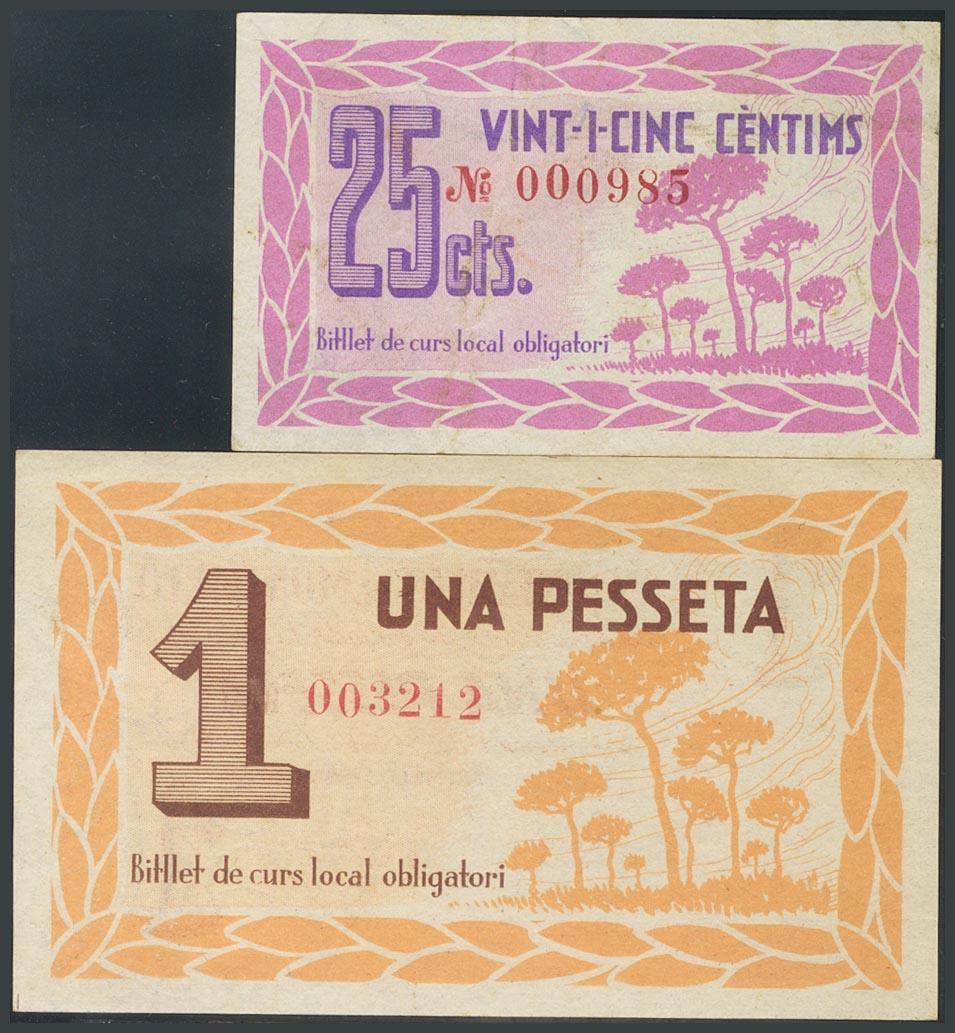 25 cts.
VINT-I-CINC CÈNTIMS
№ 000985
Bitllet de curs local obligatori
1
UNA PESSETA
003212
Bitllet de curs local obligatori